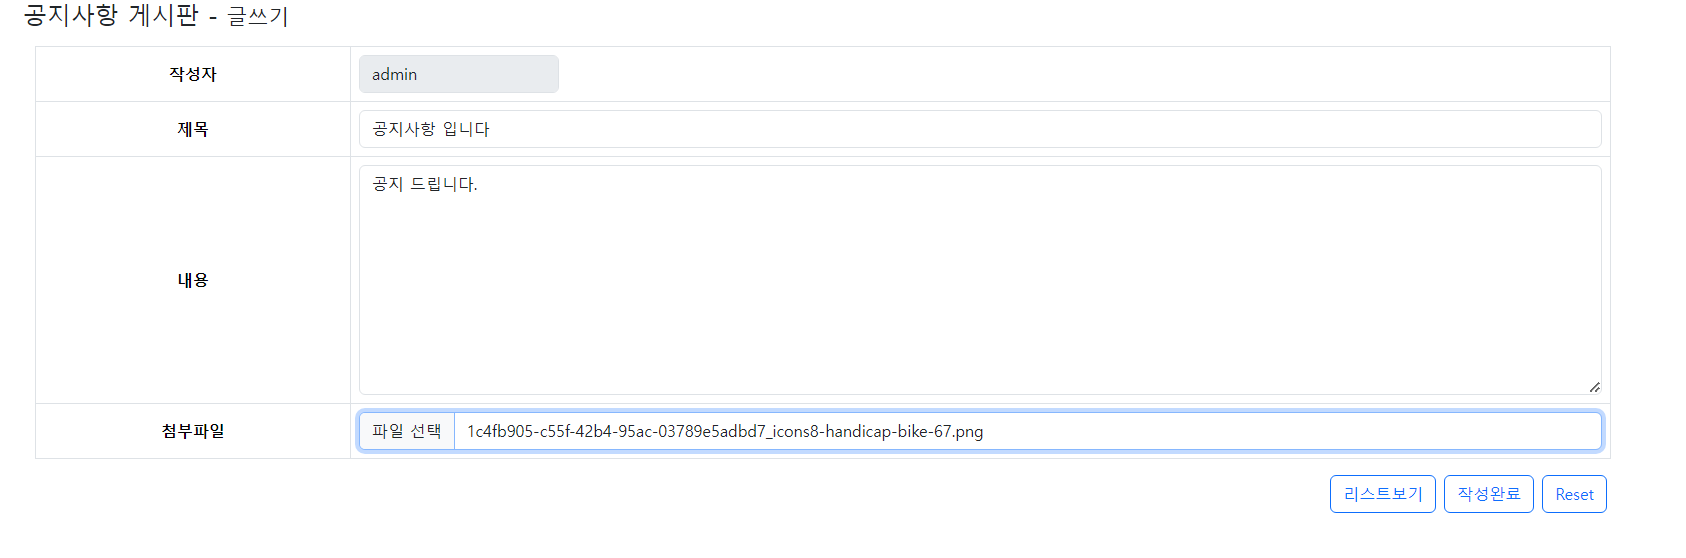 공지사항 게시판 - 글쓰기
작성자 admin
제목 공지사항 입니다
내용 공지 드립니다.
첨부파일 파일 선택 1c4fb905-c55f-42b4-95ac-03789e5adbd7_icons8-handicap-bike-67.png
리스트보기 작성완료 Reset